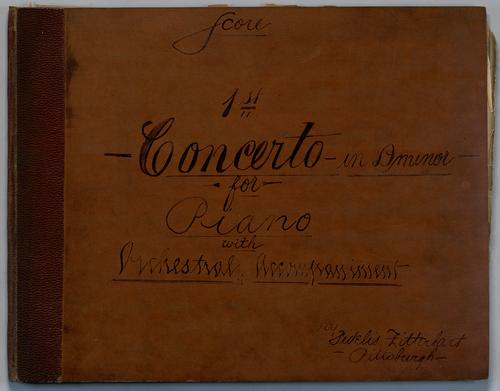 Score
1st
- Concerto - in D minor -
- for -
Piano
with
Orchestral Accompaniment
by
Fidelis Zitterbart
- Pittsburgh -